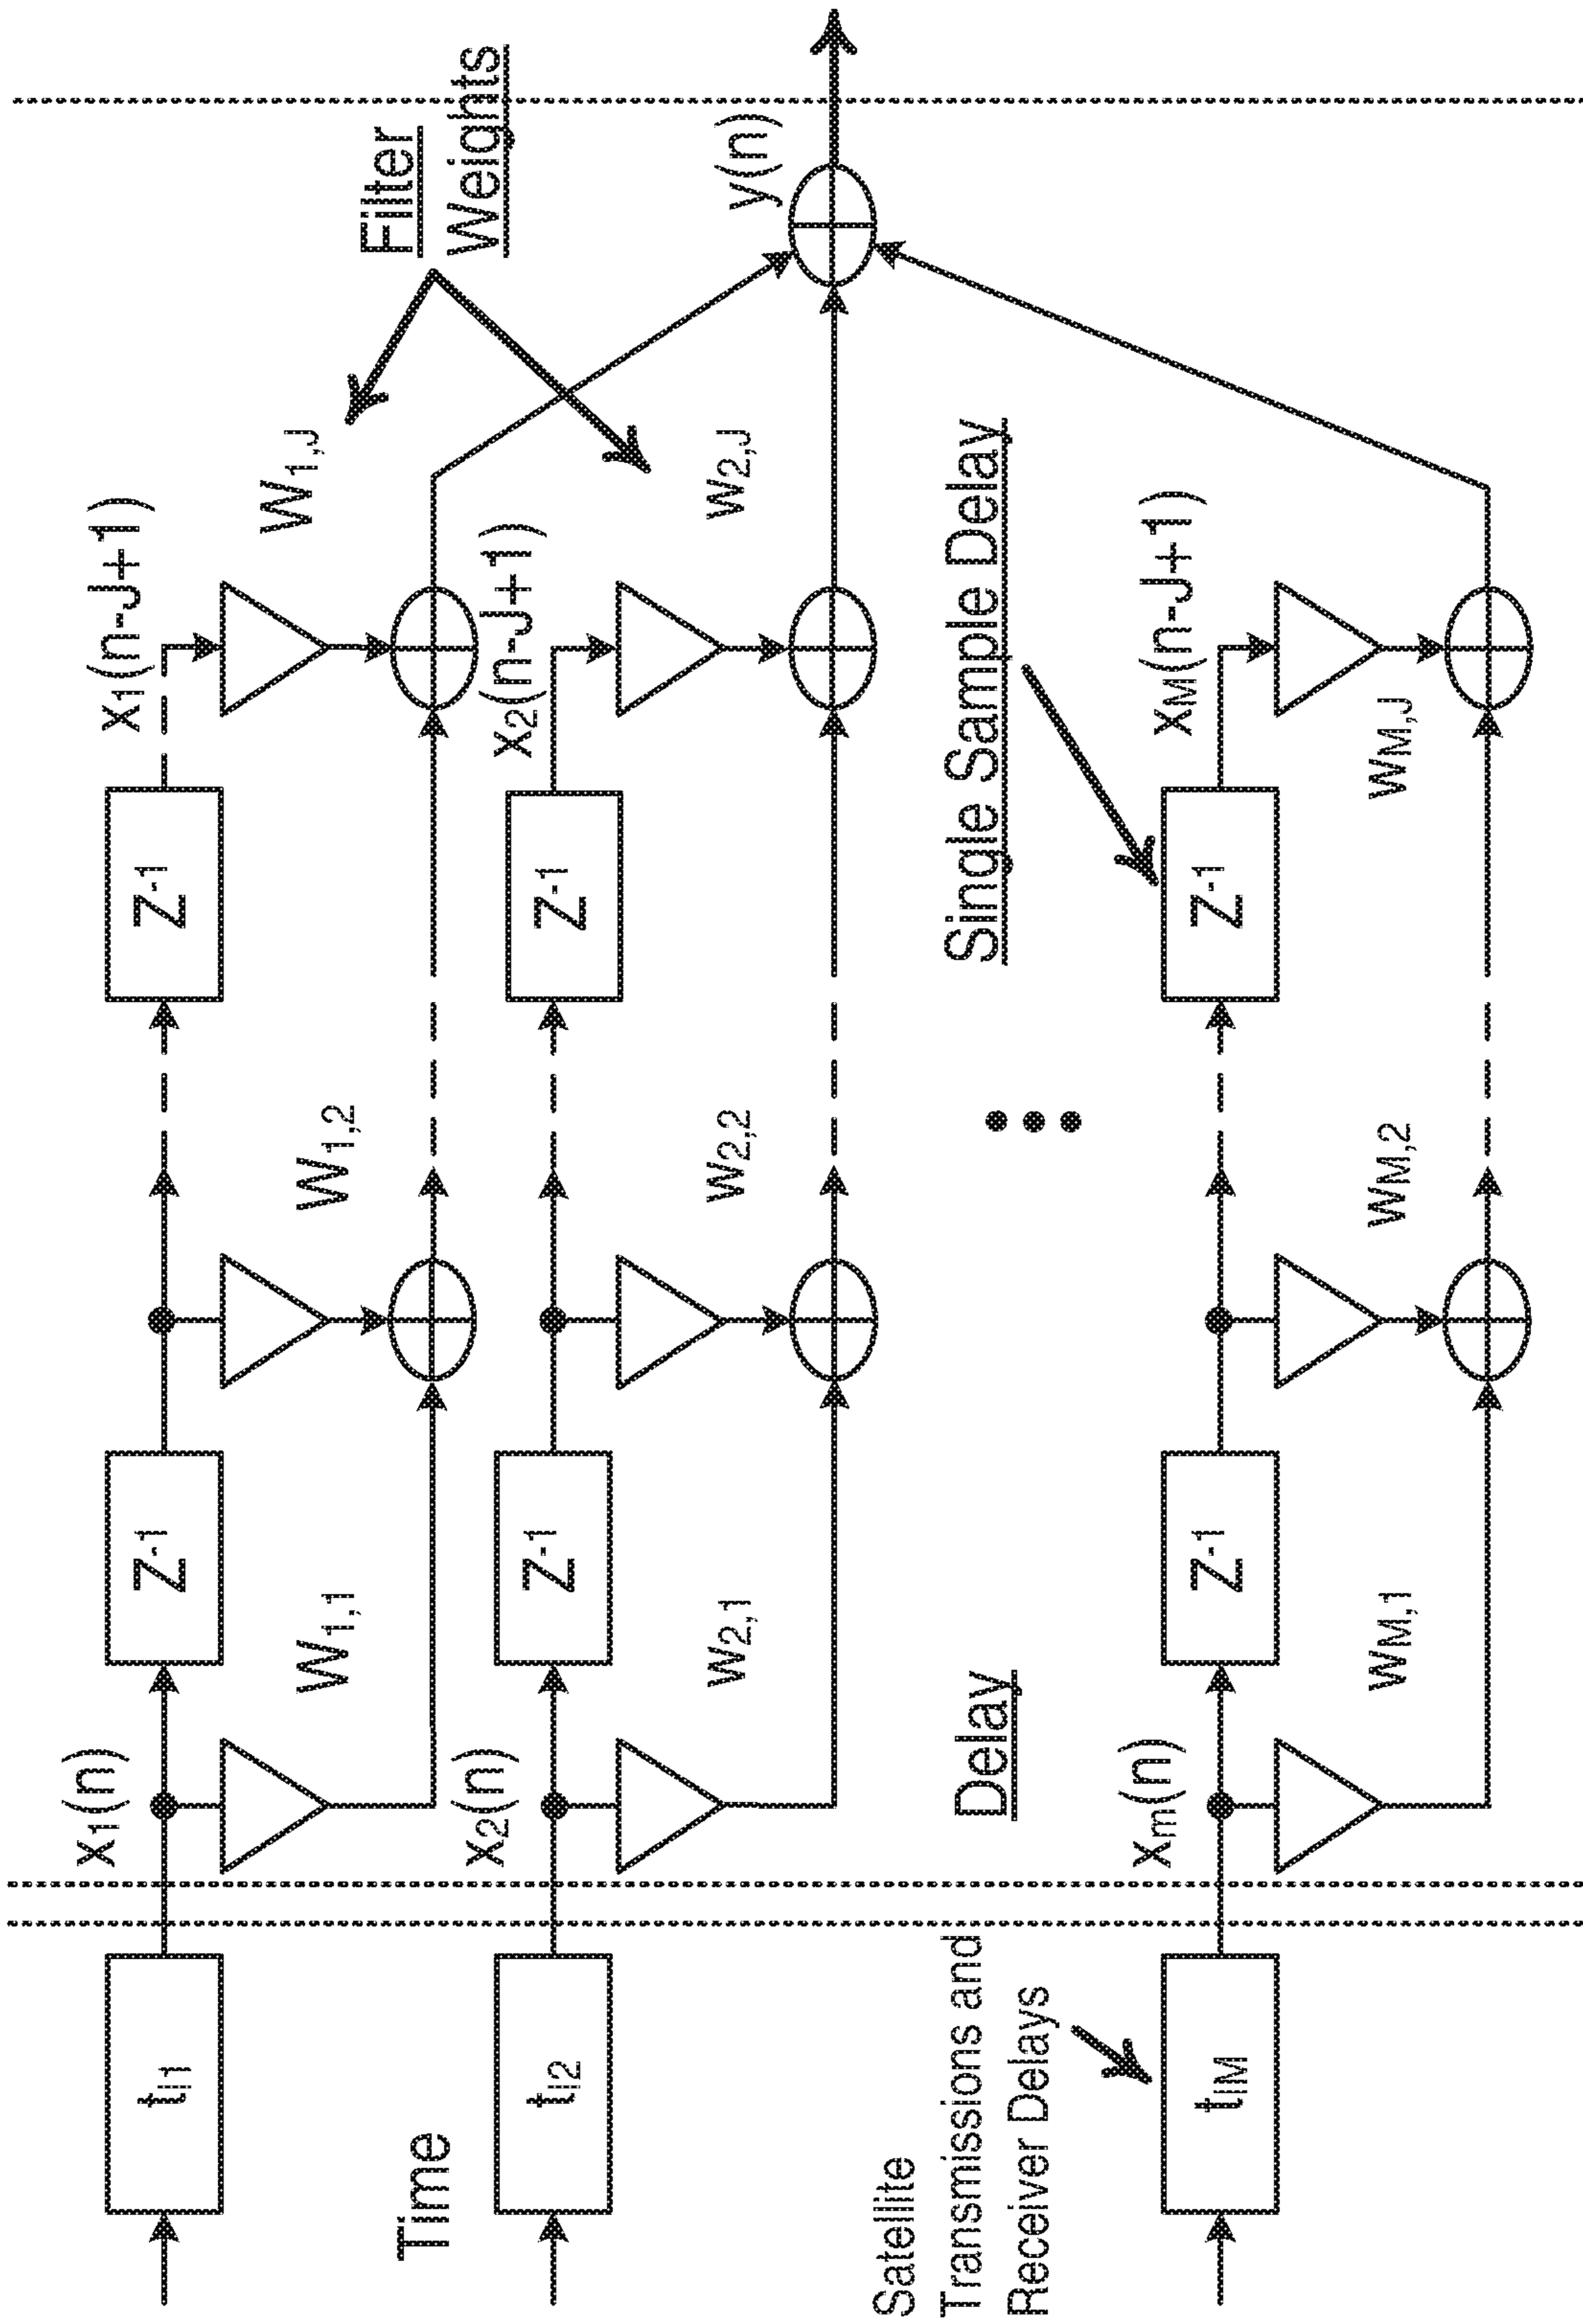 x1(n)
x1(n-J+1)
tI1
Z-1
Z-1
W1,1
W1,2
W1,J
Filter
Weights
Time
x2(n)
x2(n-J+1)
tI2
Z-1
Z-1
W2,1
W2,2
W2,J
y(n)
Satellite
Transmissions and
Receiver Delays
Delay
Single Sample Delay
xm(n)
xM(n-J+1)
tIM
Z-1
Z-1
WM,1
WM,2
WM,J